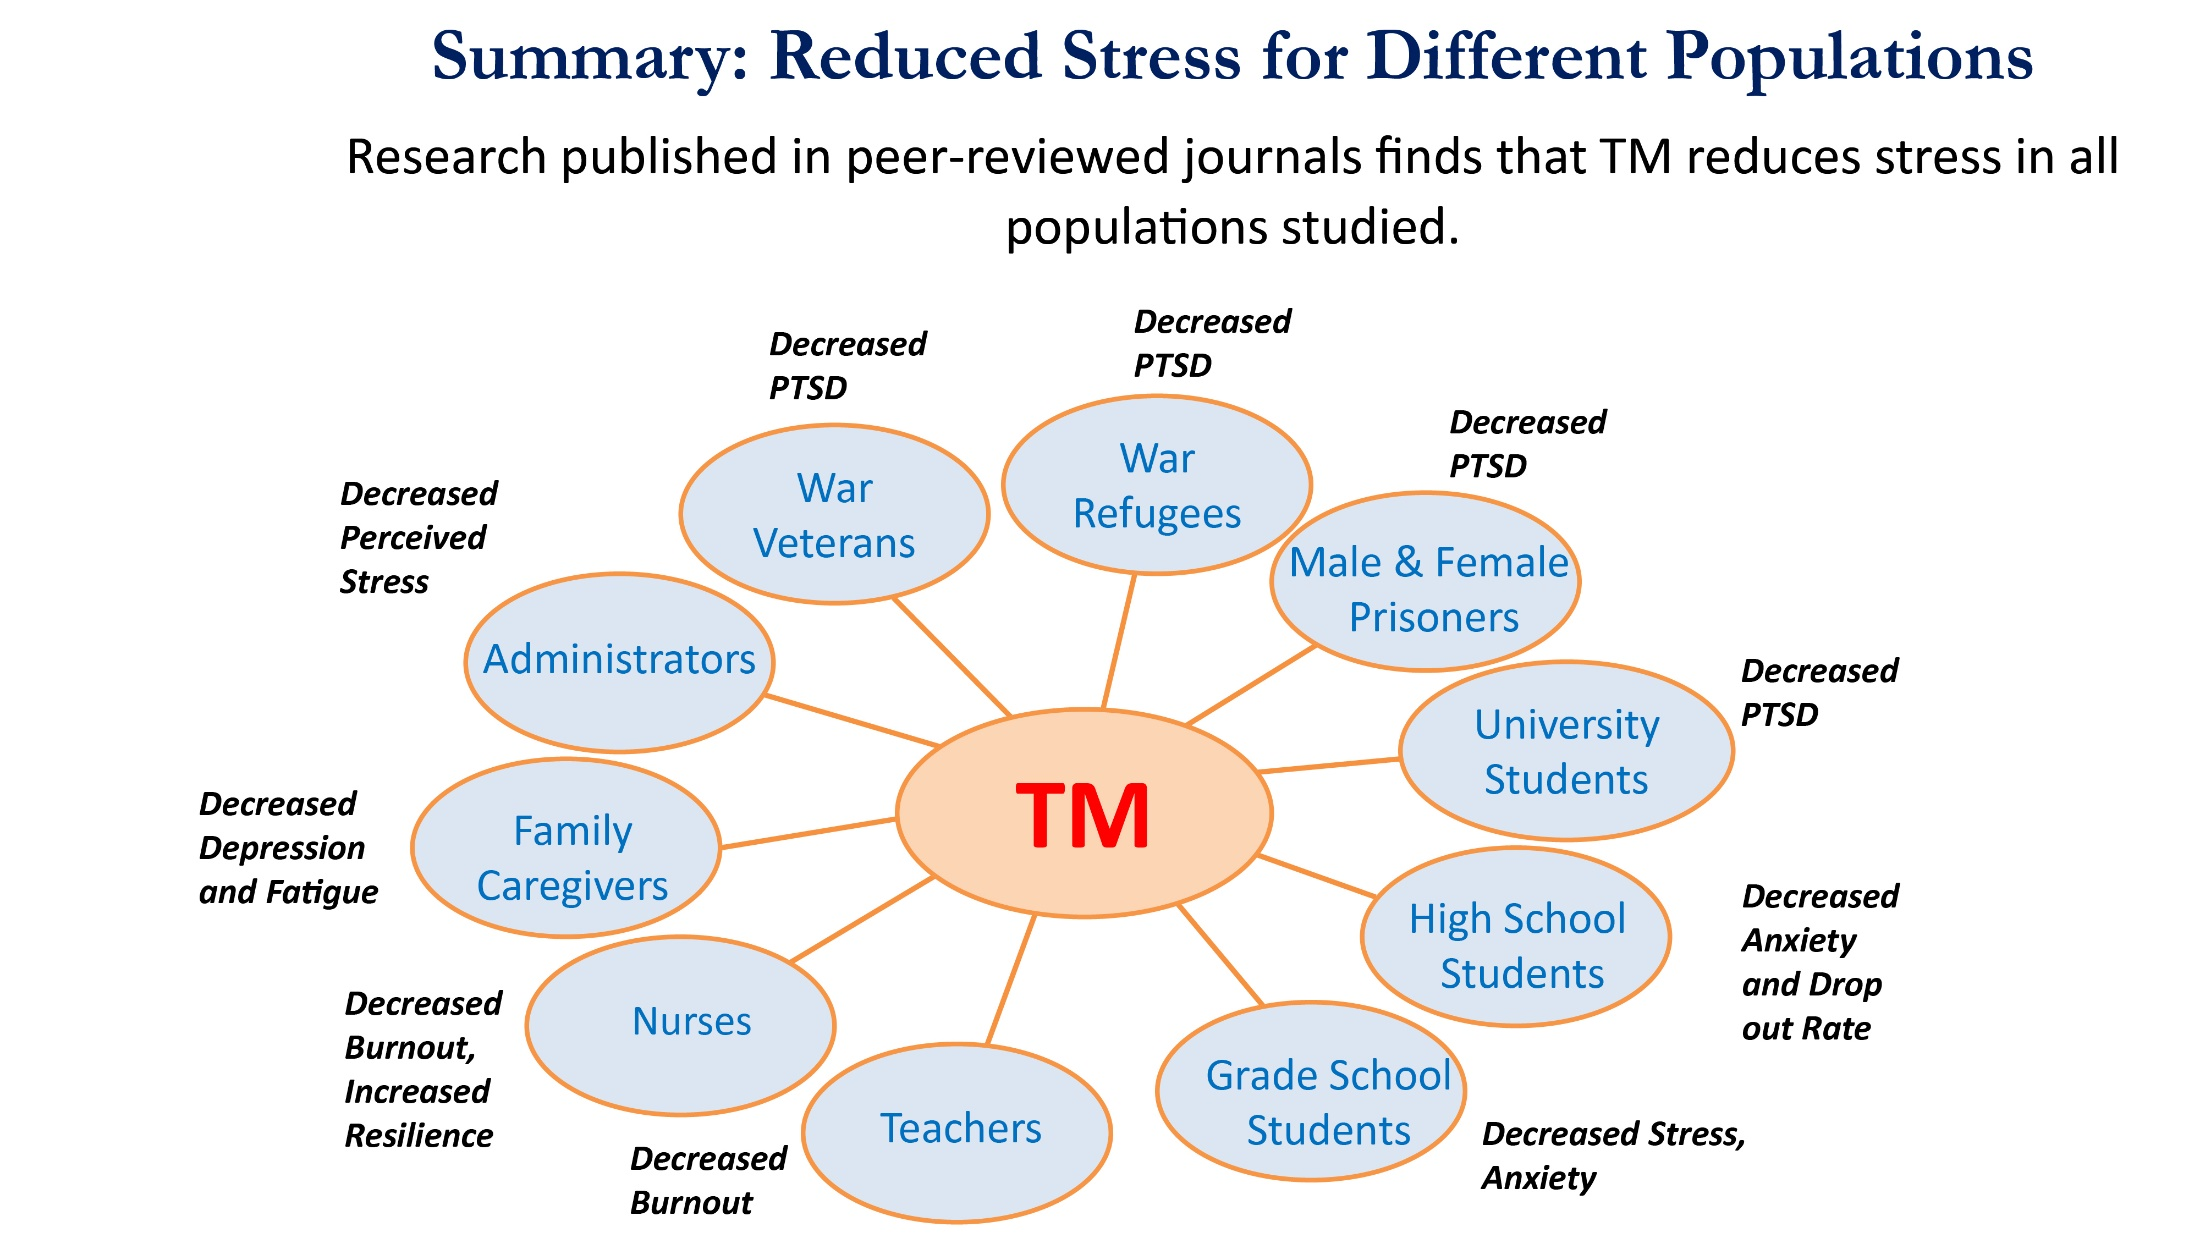 Summary: Reduced Stress for Different Populations
Research published in peer-reviewed journals finds that TM reduces stress in all
populations studied.
Decreased
PTSD
War
Veterans
Decreased
PTSD
War
Refugees
Decreased
PTSD
Male & Female
Prisoners
Decreased
PTSD
University
Students
Decreased
Anxiety
and Drop
out Rate
High School
Students
Decreased Stress,
Anxiety
Grade School
Students
Decreased
Burnout
Teachers
Decreased
Burnout,
Increased
Resilience
Nurses
Decreased
Depression
and Fatigue
Family
Caregivers
Decreased
Perceived
Stress
Administrators
TM